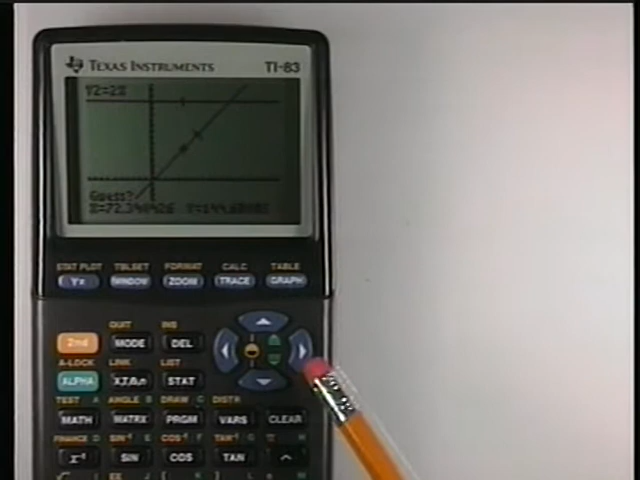 TEXAS INSTRUMENTS TI-83
Y2=2X
Guess?
STAT PLOT TBLSET FORMAT CALC TABLE
Y= WINDOW ZOOM TRACE GRAPH
QUIT INS
2nd MODE DEL
A-LOCK LINK LIST
ALPHA X,T,θ,n STAT
TEST A ANGLE B DRAW C DISTR
MATH MATRX PRGM VARS CLEAR
FINANCE D SIN⁻¹ E COS⁻¹ F TAN⁻¹ G π H
x⁻¹ SIN COS TAN ^